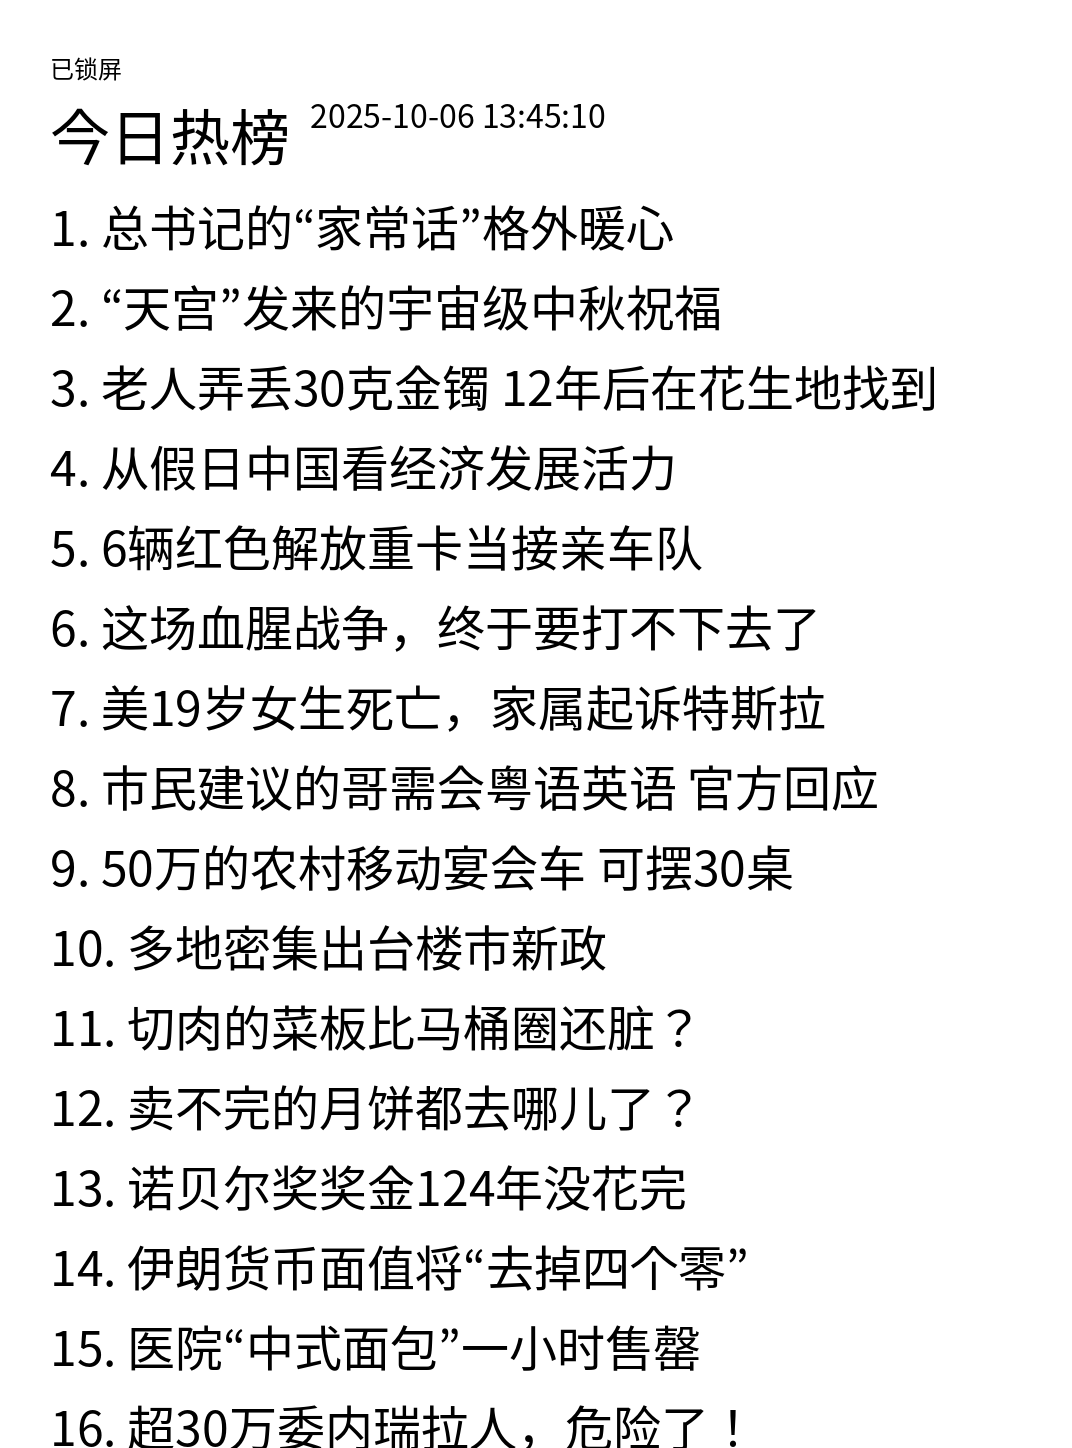 已锁屏
今日热榜 2025-10-06 13:45:10
1. 总书记的“家常话”格外暖心
2. “天宫”发来的宇宙级中秋祝福
3. 老人弄丢30克金镯 12年后在花生地找到
4. 从假日中国看经济发展活力
5. 6辆红色解放重卡当接亲车队
6. 这场血腥战争，终于要打不下去了
7. 美19岁女生死亡，家属起诉特斯拉
8. 市民建议的哥需会粤语英语 官方回应
9. 50万的农村移动宴会车 可摆30桌
10. 多地密集出台楼市新政
11. 切肉的菜板比马桶圈还脏？
12. 卖不完的月饼都去哪儿了？
13. 诺贝尔奖奖金124年没花完
14. 伊朗货币面值将“去掉四个零”
15. 医院“中式面包”一小时售罄
16. 超30万委内瑞拉人，危险了！